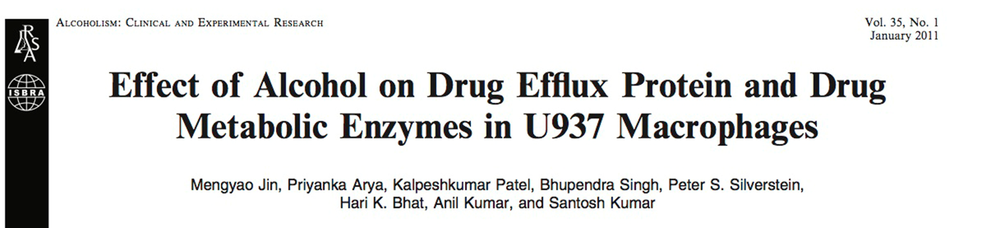 RSA
ISBRA
ALCOHOLISM: CLINICAL AND EXPERIMENTAL RESEARCH
Vol. 35, No. 1
January 2011
Effect of Alcohol on Drug Efflux Protein and Drug
Metabolic Enzymes in U937 Macrophages
Mengyao Jin, Priyanka Arya, Kalpeshkumar Patel, Bhupendra Singh, Peter S. Silverstein,
Hari K. Bhat, Anil Kumar, and Santosh Kumar